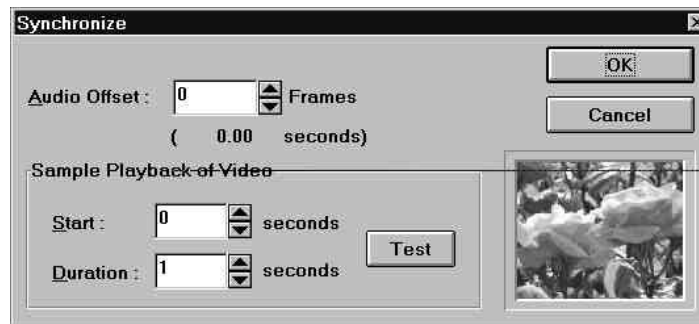 Synchronize
OK
Audio Offset : 0 Frames
( 0.00 seconds)
Cancel
Sample Playback of Video
Start : 0 seconds
Test
Duration : 1 seconds